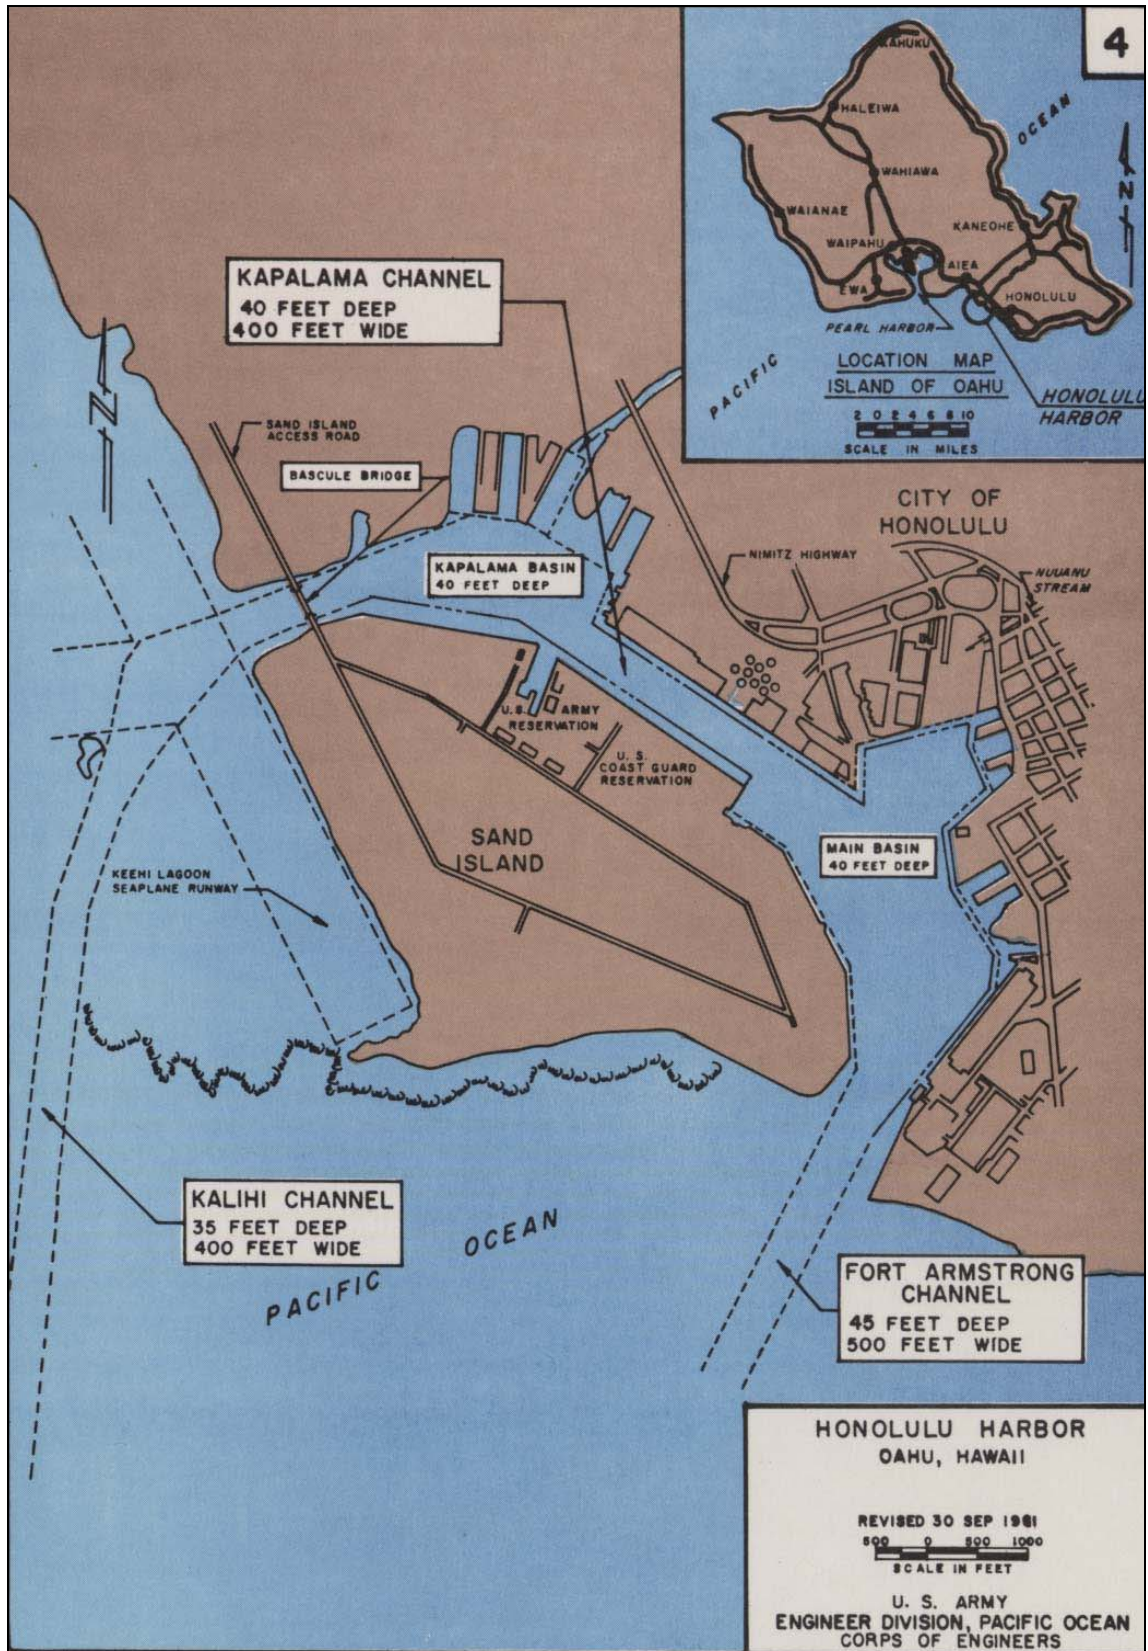 4
KAHUKU
HALEIWA
OCEAN
N
WAHIAWA
WAIANAE
KANEOHE
WAIPAHU
AIEA
EWA
HONOLULU
PEARL HARBOR
PACIFIC
LOCATION MAP
ISLAND OF OAHU
HONOLULU
HARBOR
2 0 2 4 6 8 10
SCALE IN MILES
KAPALAMA CHANNEL
40 FEET DEEP
400 FEET WIDE
N
SAND ISLAND
ACCESS ROAD
BASCULE BRIDGE
CITY OF
HONOLULU
KAPALAMA BASIN
40 FEET DEEP
NIMITZ HIGHWAY
NUUANU
STREAM
U.S. ARMY
RESERVATION
U. S.
COAST GUARD
RESERVATION
SAND
ISLAND
MAIN BASIN
40 FEET DEEP
KEEHI LAGOON
SEAPLANE RUNWAY
KALIHI CHANNEL
35 FEET DEEP
400 FEET WIDE
PACIFIC OCEAN
FORT ARMSTRONG
CHANNEL
45 FEET DEEP
500 FEET WIDE
HONOLULU HARBOR
OAHU, HAWAII
REVISED 30 SEP 1981
500 0 500 1000
SCALE IN FEET
U. S. ARMY
ENGINEER DIVISION, PACIFIC OCEAN
CORPS OF ENGINEERS